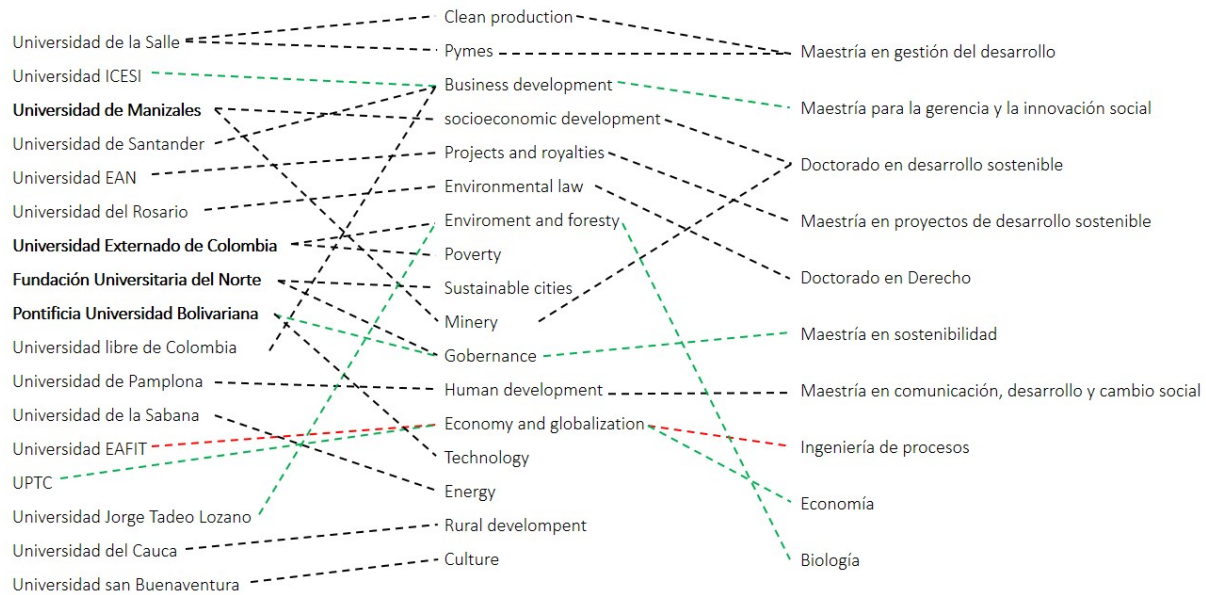 Universidad de la Salle
Universidad ICESI
Universidad de Manizales
Universidad de Santander
Universidad EAN
Universidad del Rosario
Universidad Externado de Colombia
Fundación Universitaria del Norte
Pontificia Universidad Bolivariana
Universidad libre de Colombia
Universidad de Pamplona
Universidad de la Sabana
Universidad EAFIT
UPTC
Universidad Jorge Tadeo Lozano
Universidad del Cauca
Universidad san Buenaventura
Clean production
Pymes
Business development
socioeconomic development
Projects and royalties
Environmental law
Enviroment and foresty
Poverty
Sustainable cities
Minery
Gobernance
Human development
Economy and globalization
Technology
Energy
Rural develompent
Culture
Maestría en gestión del desarrollo
Maestría para la gerencia y la innovación social
Doctorado en desarrollo sostenible
Maestría en proyectos de desarrollo sostenible
Doctorado en Derecho
Maestría en sostenibilidad
Maestría en comunicación, desarrollo y cambio social
Ingeniería de procesos
Economía
Biología